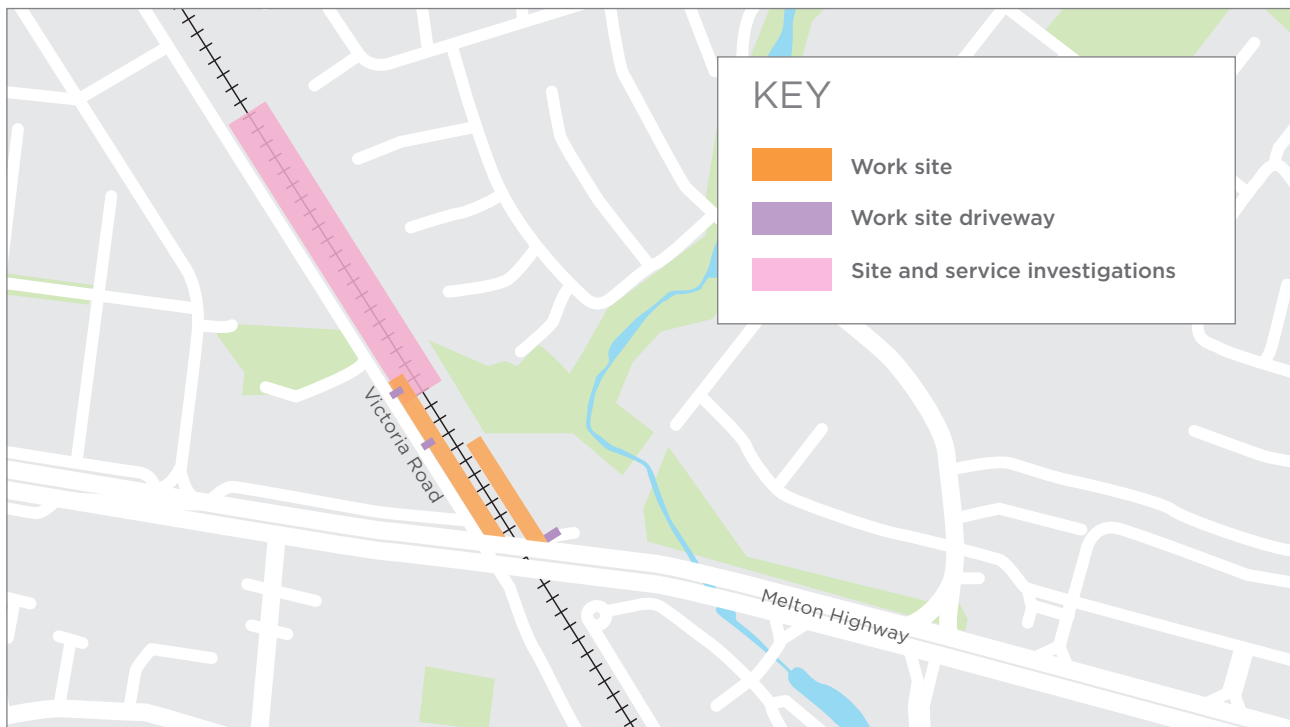 KEY
Work site
Work site driveway
Site and service investigations
Victoria Road
Melton Highway